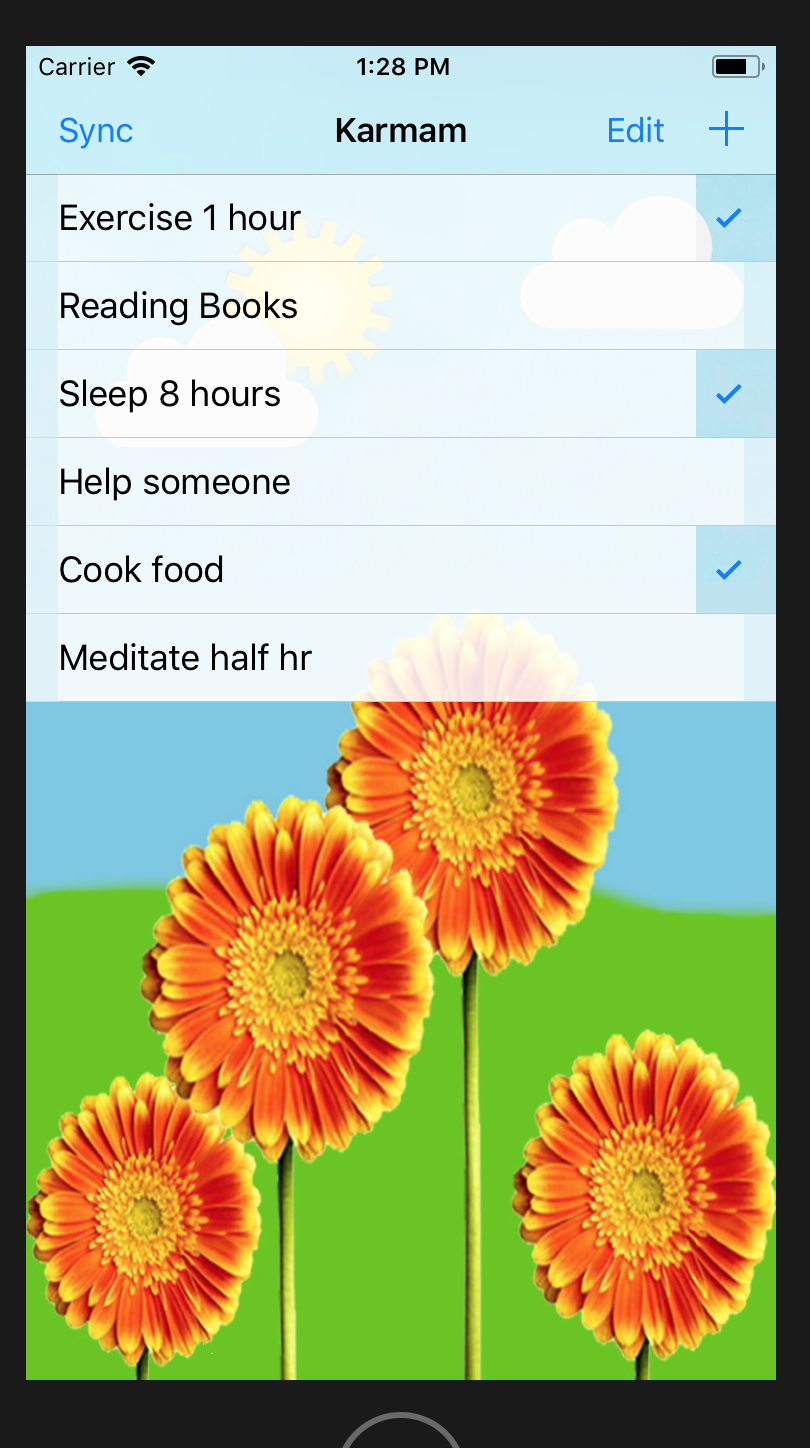 Carrier 1:28 PM
Sync Karmam Edit +
Exercise 1 hour
Reading Books
Sleep 8 hours
Help someone
Cook food
Meditate half hr